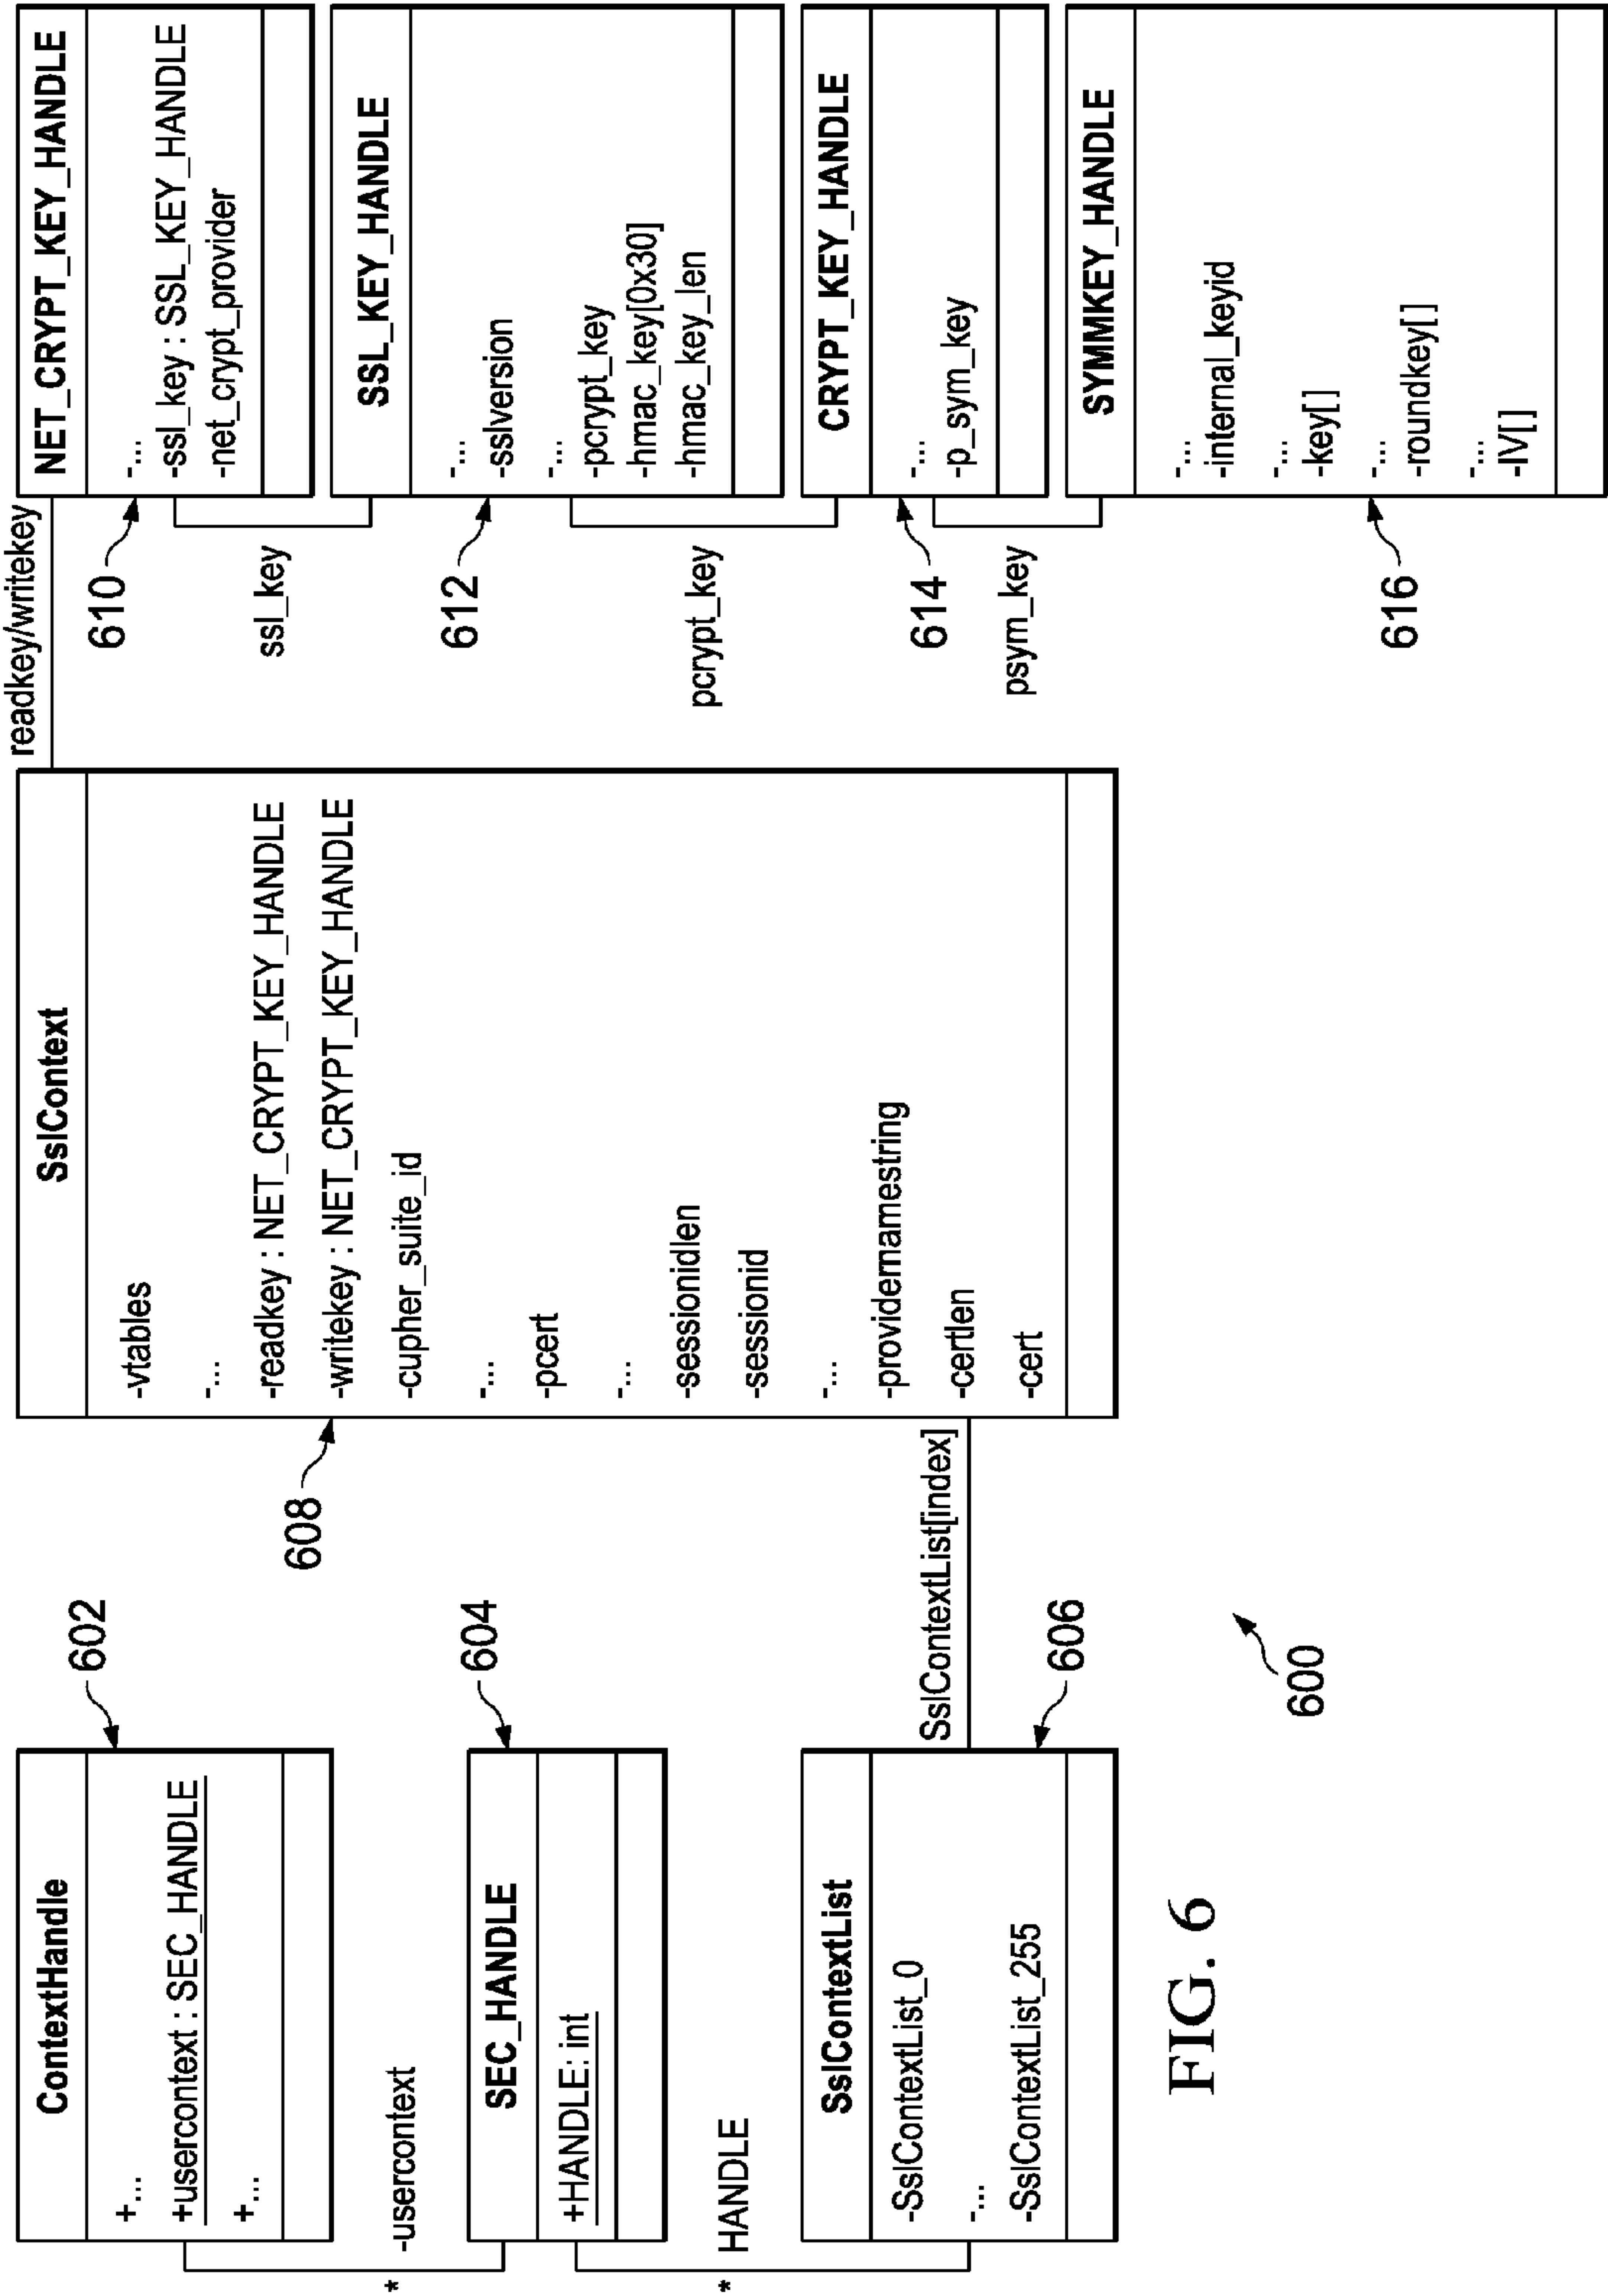 ContextHandle
+...
+usercontext : SEC_HANDLE
+...
602
-usercontext
*
SEC_HANDLE
+HANDLE: int
604
HANDLE
*
SslContextList
-SslContextList_0
-...
-SslContextList_255
606
SslContextList[index]
SslContext
-vtables
-...
-readkey : NET_CRYPT_KEY_HANDLE
-writekey : NET_CRYPT_KEY_HANDLE
-cupher_suite_id
-...
-pcert
-...
-sessionidlen
-sessionid
-...
-providernamestring
-certlen
-cert
608
readkey/writekey
NET_CRYPT_KEY_HANDLE
-...
-ssl_key : SSL_KEY_HANDLE
-net_crypt_provider
610
ssl_key
SSL_KEY_HANDLE
-...
-sslversion
-...
-pcrypt_key
-hmac_key[0x30]
-hmac_key_len
612
pcrypt_key
CRYPT_KEY_HANDLE
-...
-p_sym_key
614
psym_key
SYMMKEY_HANDLE
-...
-internal_keyid
-...
-key[ ]
-...
-roundkey[ ]
-...
-IV[ ]
616
600
FIG. 6